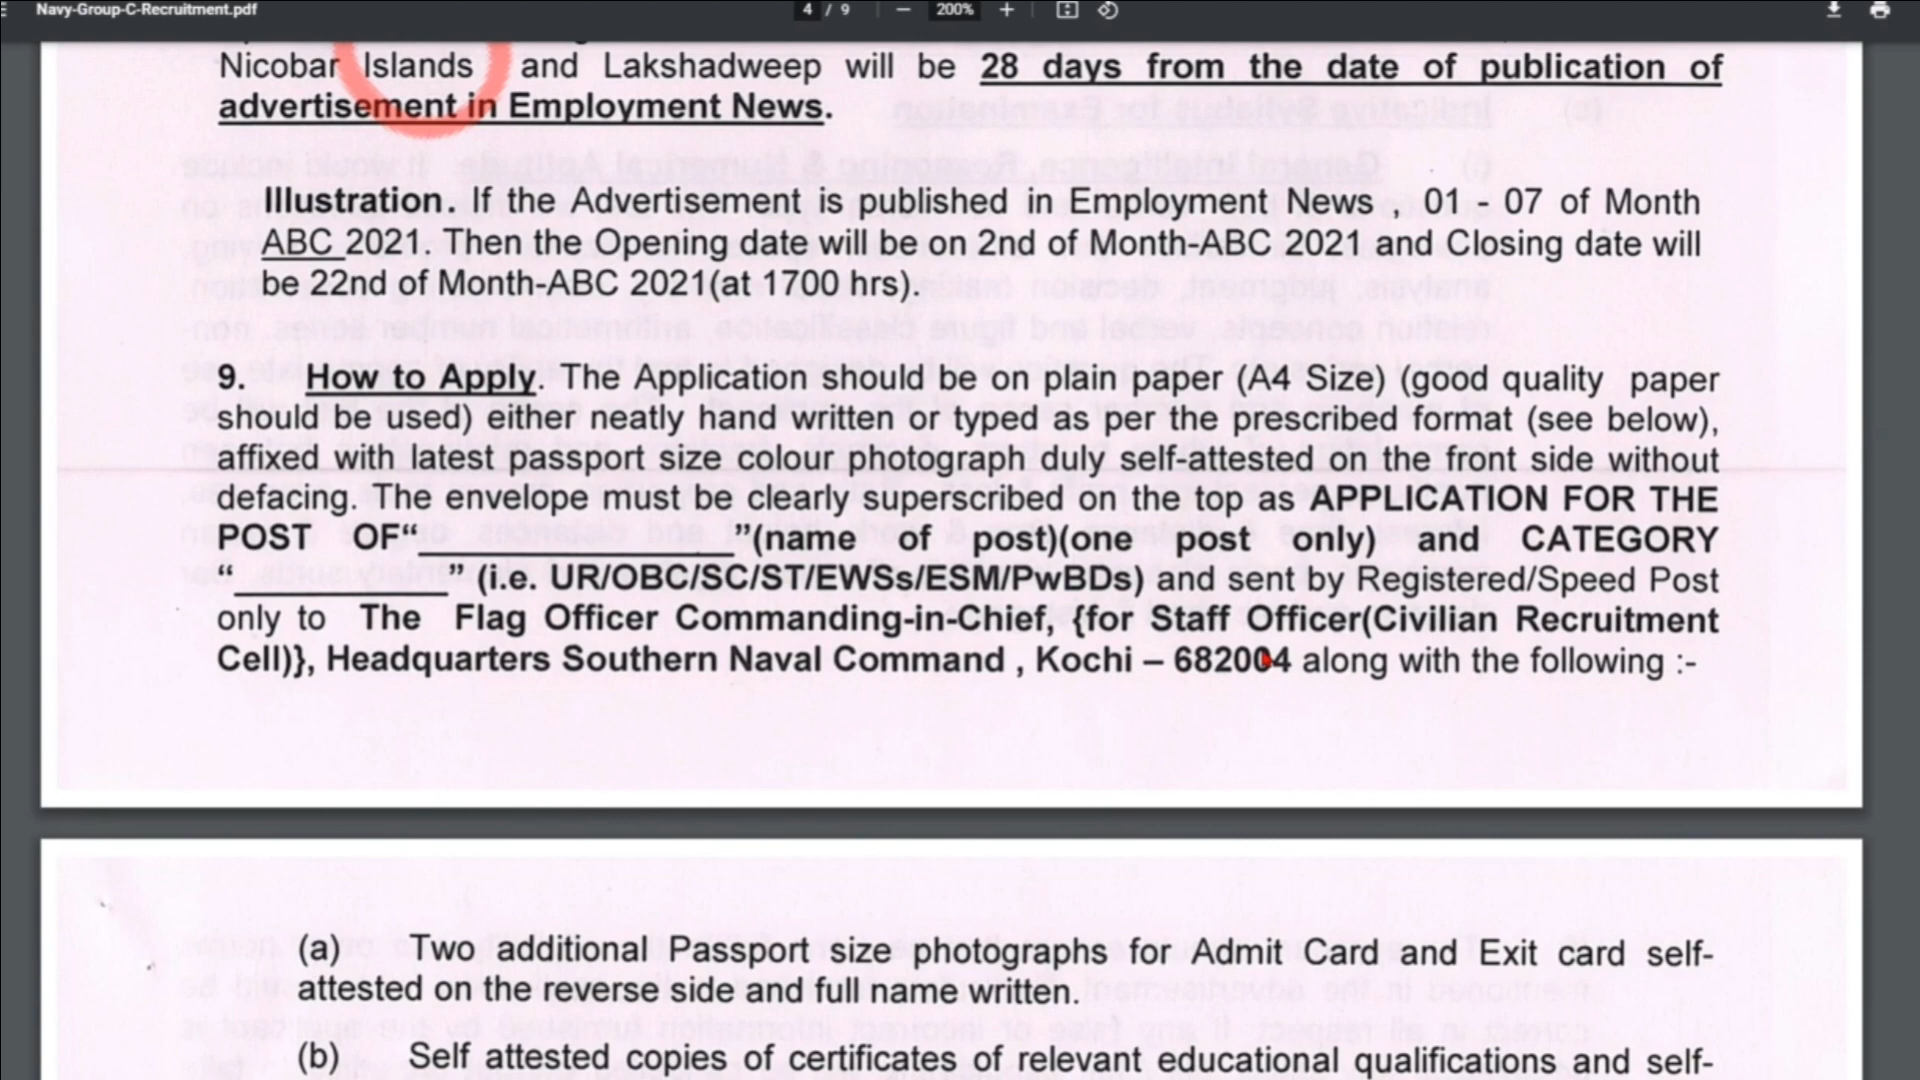 Navy-Group-C-Recruitment.pdf
4 / 9
200%
Nicobar Islands and Lakshadweep will be 28 days from the date of publication of
advertisement in Employment News.
Illustration. If the Advertisement is published in Employment News , 01 - 07 of Month
ABC 2021. Then the Opening date will be on 2nd of Month-ABC 2021 and Closing date will
be 22nd of Month-ABC 2021(at 1700 hrs).
9. How to Apply. The Application should be on plain paper (A4 Size) (good quality paper
should be used) either neatly hand written or typed as per the prescribed format (see below),
affixed with latest passport size colour photograph duly self-attested on the front side without
defacing. The envelope must be clearly superscribed on the top as APPLICATION FOR THE
POST OF“____________________”(name of post)(one post only) and CATEGORY
“______________” (i.e. UR/OBC/SC/ST/EWSs/ESM/PwBDs) and sent by Registered/Speed Post
only to The Flag Officer Commanding-in-Chief, {for Staff Officer(Civilian Recruitment
Cell)}, Headquarters Southern Naval Command , Kochi – 682004 along with the following :-
(a) Two additional Passport size photographs for Admit Card and Exit card self-
attested on the reverse side and full name written.
(b) Self attested copies of certificates of relevant educational qualifications and self-